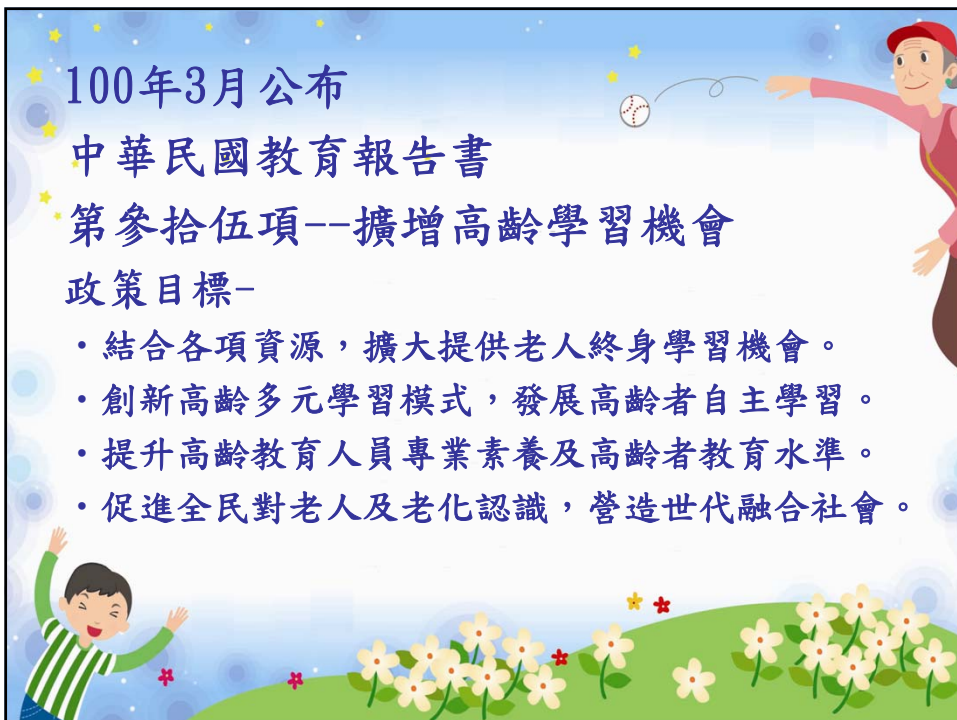 100年3月公布
中華民國教育報告書
第參拾伍項--擴增高齡學習機會
政策目標-
・結合各項資源，擴大提供老人終身學習機會。
・創新高齡多元學習模式，發展高齡者自主學習。
・提升高齡教育人員專業素養及高齡者教育水準。
・促進全民對老人及老化認識，營造世代融合社會。